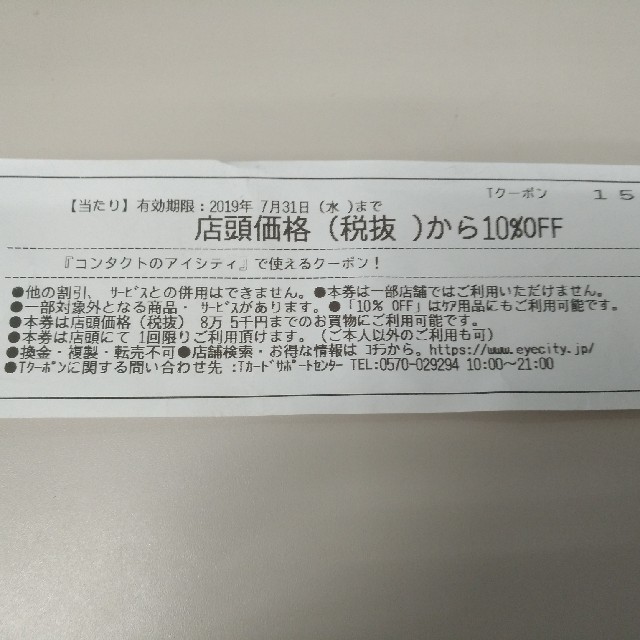 Tクーポン 15
【当たり】有効期限：2019年 7月31日 (水 )まで
店頭価格 (税抜 )から10%OFF
『コンタクトのアイシティ』で使えるクーポン！
●他の割引、 ｻｰﾋﾞｽとの併用はできません。●本券は一部店舗ではご利用いただけません。
●一部対象外となる商品・ ｻｰﾋﾞｽがあります。●「10% OFF」はｹｱ用品にもご利用可能です。
●本券は店頭価格 (税抜) 8万 5千円までのお買物にご利用可能です。
●本券は店頭にて 1回限りご利用頂けます。(ご本人以外のご利用も可)
●換金・複製・転売不可●店舗検索・お得な情報は ｺﾁﾗから。https://www.eyecity.jp/
●Tｸｰﾎﾟﾝに関する問い合わせ先 :Tｶｰﾄﾞｻﾎﾟｰﾄｾﾝﾀｰ TEL:0570-029294 10:00～21:00